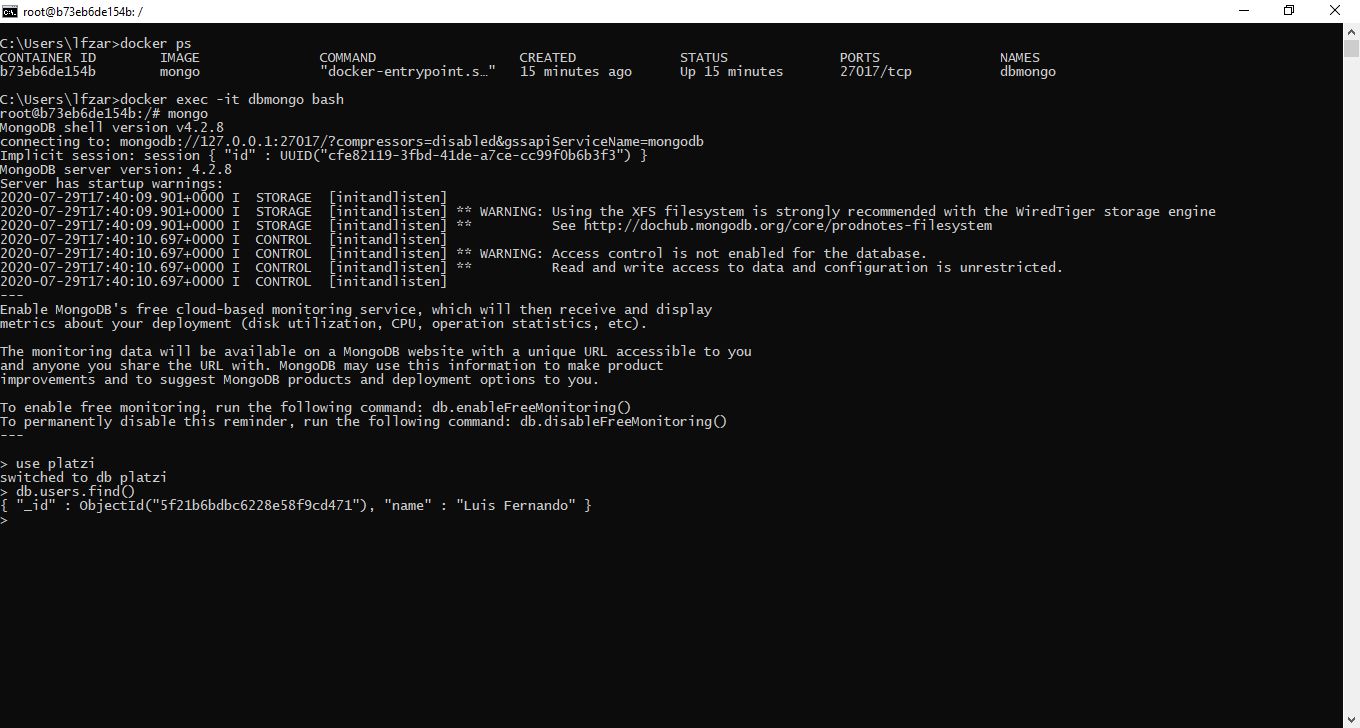 root@b73eb6de154b: /
C:\Users\lfzar>docker ps
CONTAINER ID        IMAGE               COMMAND                  CREATED             STATUS              PORTS               NAMES
b73eb6de154b        mongo               "docker-entrypoint.s…"   15 minutes ago      Up 15 minutes       27017/tcp           dbmongo
C:\Users\lfzar>docker exec -it dbmongo bash
root@b73eb6de154b:/# mongo
MongoDB shell version v4.2.8
connecting to: mongodb://127.0.0.1:27017/?compressors=disabled&gssapiServiceName=mongodb
Implicit session: session { "id" : UUID("cfe82119-3fbd-41de-a7ce-cc99f0b6b3f3") }
MongoDB server version: 4.2.8
Server has startup warnings:
2020-07-29T17:40:09.901+0000 I  STORAGE  [initandlisten]
2020-07-29T17:40:09.901+0000 I  STORAGE  [initandlisten] ** WARNING: Using the XFS filesystem is strongly recommended with the WiredTiger storage engine
2020-07-29T17:40:09.901+0000 I  STORAGE  [initandlisten] **          See http://dochub.mongodb.org/core/prodnotes-filesystem
2020-07-29T17:40:10.697+0000 I  CONTROL  [initandlisten]
2020-07-29T17:40:10.697+0000 I  CONTROL  [initandlisten] ** WARNING: Access control is not enabled for the database.
2020-07-29T17:40:10.697+0000 I  CONTROL  [initandlisten] **          Read and write access to data and configuration is unrestricted.
2020-07-29T17:40:10.697+0000 I  CONTROL  [initandlisten]
---
Enable MongoDB's free cloud-based monitoring service, which will then receive and display
metrics about your deployment (disk utilization, CPU, operation statistics, etc).
The monitoring data will be available on a MongoDB website with a unique URL accessible to you
and anyone you share the URL with. MongoDB may use this information to make product
improvements and to suggest MongoDB products and deployment options to you.
To enable free monitoring, run the following command: db.enableFreeMonitoring()
To permanently disable this reminder, run the following command: db.disableFreeMonitoring()
---
> use platzi
switched to db platzi
> db.users.find()
{ "_id" : ObjectId("5f21b6bdbc6228e58f9cd471"), "name" : "Luis Fernando" }
>